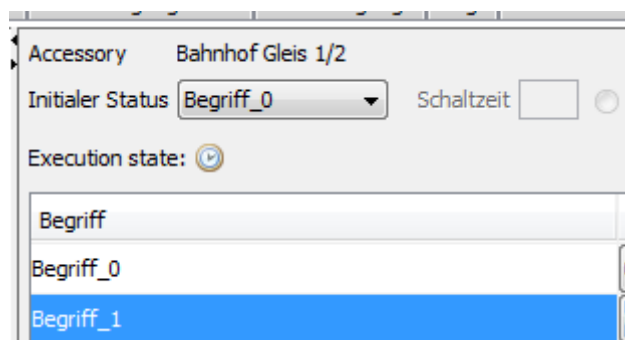 Accessory Bahnhof Gleis 1/2
Initialer Status Begriff_0 Schaltzeit
Execution state:
Begriff
Begriff_0
Begriff_1